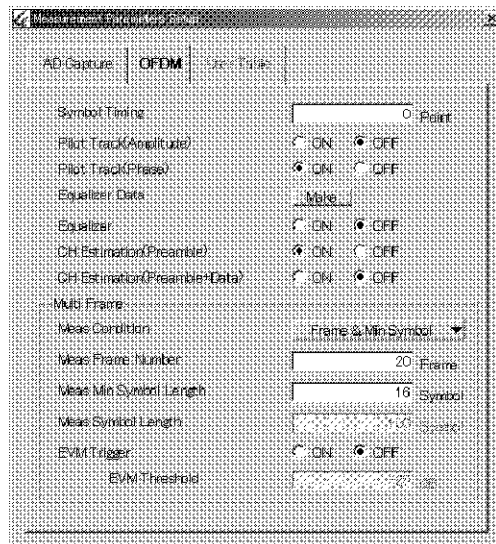 Measurement Parameters Setup
AD Capture OFDM User Table
Symbol Timing 0 Point
Pilot Track(Amplitude) ON OFF
Pilot Track(Phase) ON OFF
Equalizer Data Make
Equalizer ON OFF
CH Estimation(Preamble) ON OFF
CH Estimation(Preamble+Data) ON OFF
Multi Frame
Meas Condition Frame & Min Symbol
Meas Frame Number 20 Frame
Meas Min Symbol Length 16 Symbol
Meas Symbol Length
EVM Trigger ON OFF
EVM Threshold dB